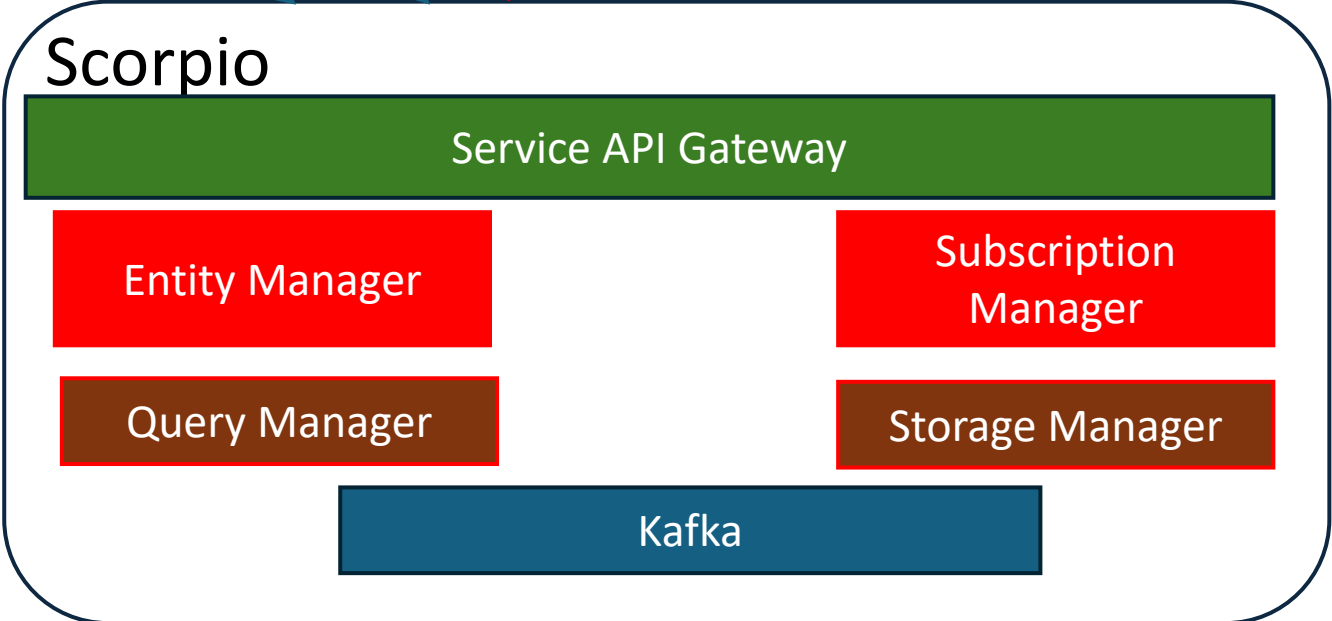 Scorpio
Service API Gateway
Entity Manager
Subscription
Manager
Query Manager
Storage Manager
Kafka